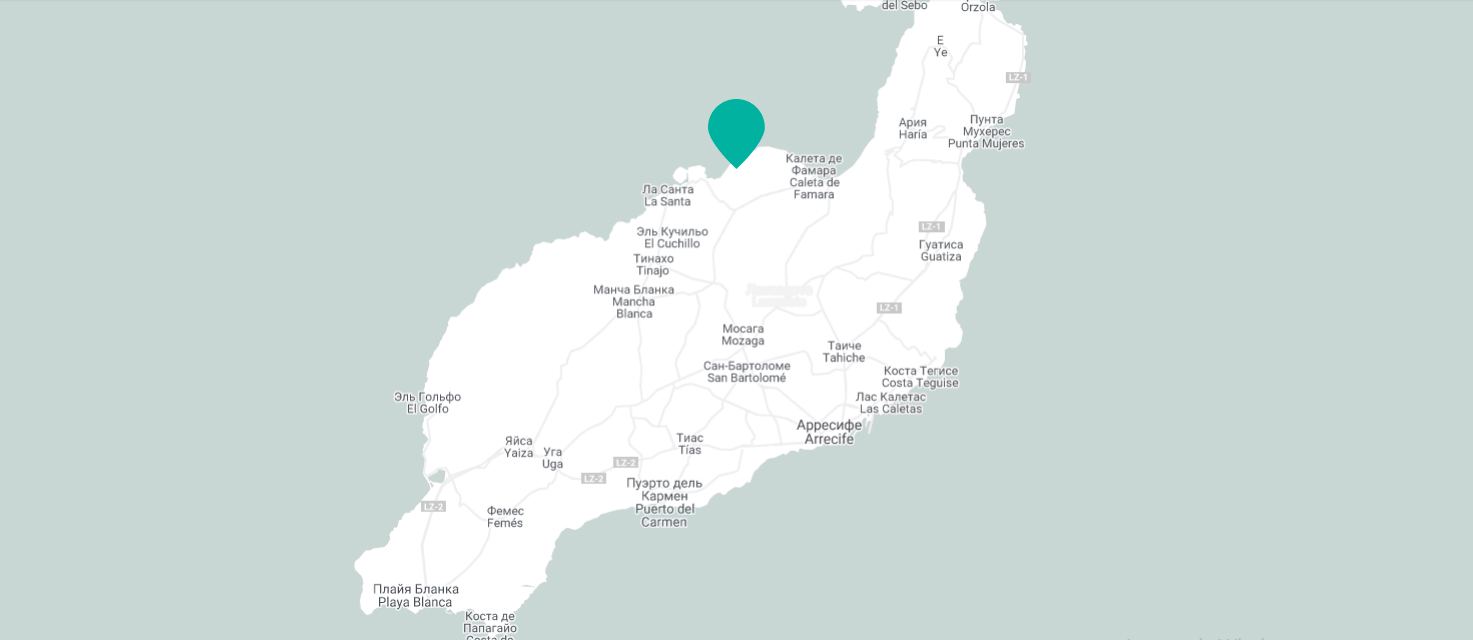 del Sebo
Orzola
Е
Ye
LZ-1
Ария
Haría
Пунта
Мухерес
Punta Mujeres
Калета де
Фамара
Caleta de
Famara
Ла Санта
La Santa
LZ-1
Эль Кучильо
El Cuchillo
Гуатиса
Guatiza
Тинахо
Tinajo
Манча Бланка
Mancha
Blanca
LZ-1
Мосага
Mozaga
Таиче
Tahiche
Сан-Бартоломе
San Bartolomé
Коста Тегисе
Costa Teguise
Эль Гольфо
El Golfo
Лас Калетас
Las Caletas
Арресифе
Arrecife
Яйса
Yaiza
Уга
Uga
Тиас
Tías
LZ-2
LZ-2
Пуэрто дель
Кармен
Puerto del
Carmen
LZ-2
Фемес
Femés
Плайя Бланка
Playa Blanca
Коста де
Папагайо
Costa de